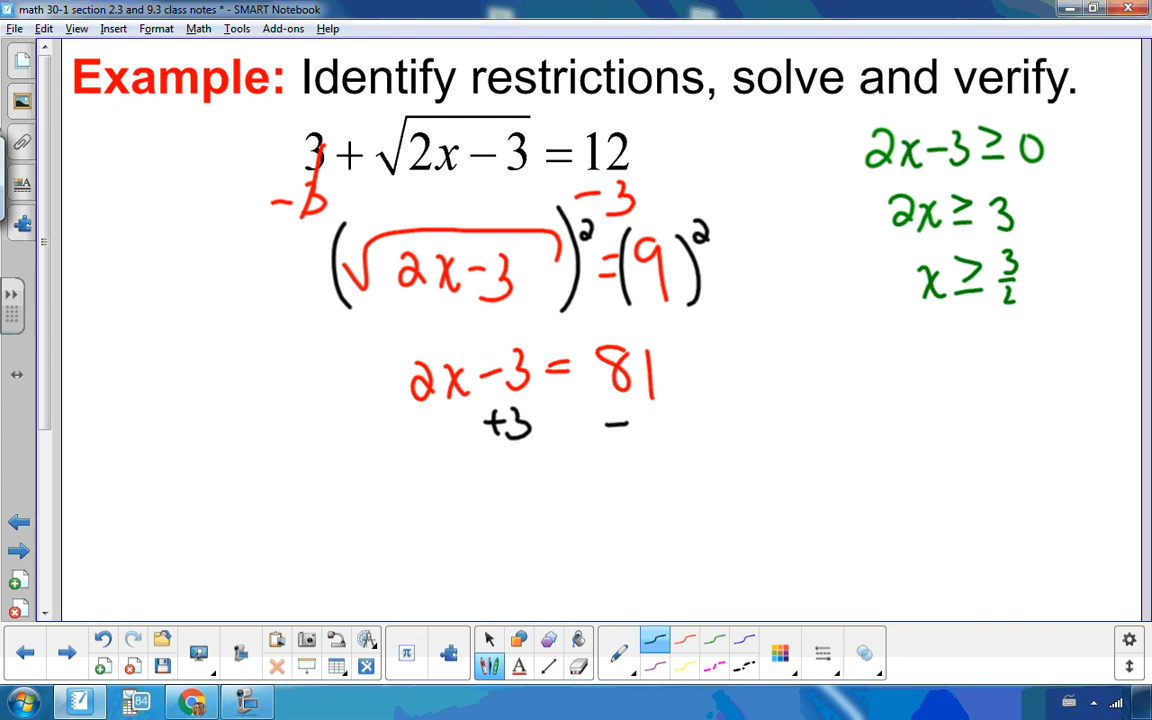 math 30-1 section 2.3 and 9.3 class notes * - SMART Notebook
File Edit View Insert Format Math Tools Add-ons Help
Example: Identify restrictions, solve and verify.
3 + √2x − 3 = 12
-3 -3
(√2x-3)² = (9)²
2x-3 = 81
+3 -
2x-3 ≥ 0
2x ≥ 3
x ≥ 3/2
π
A
84